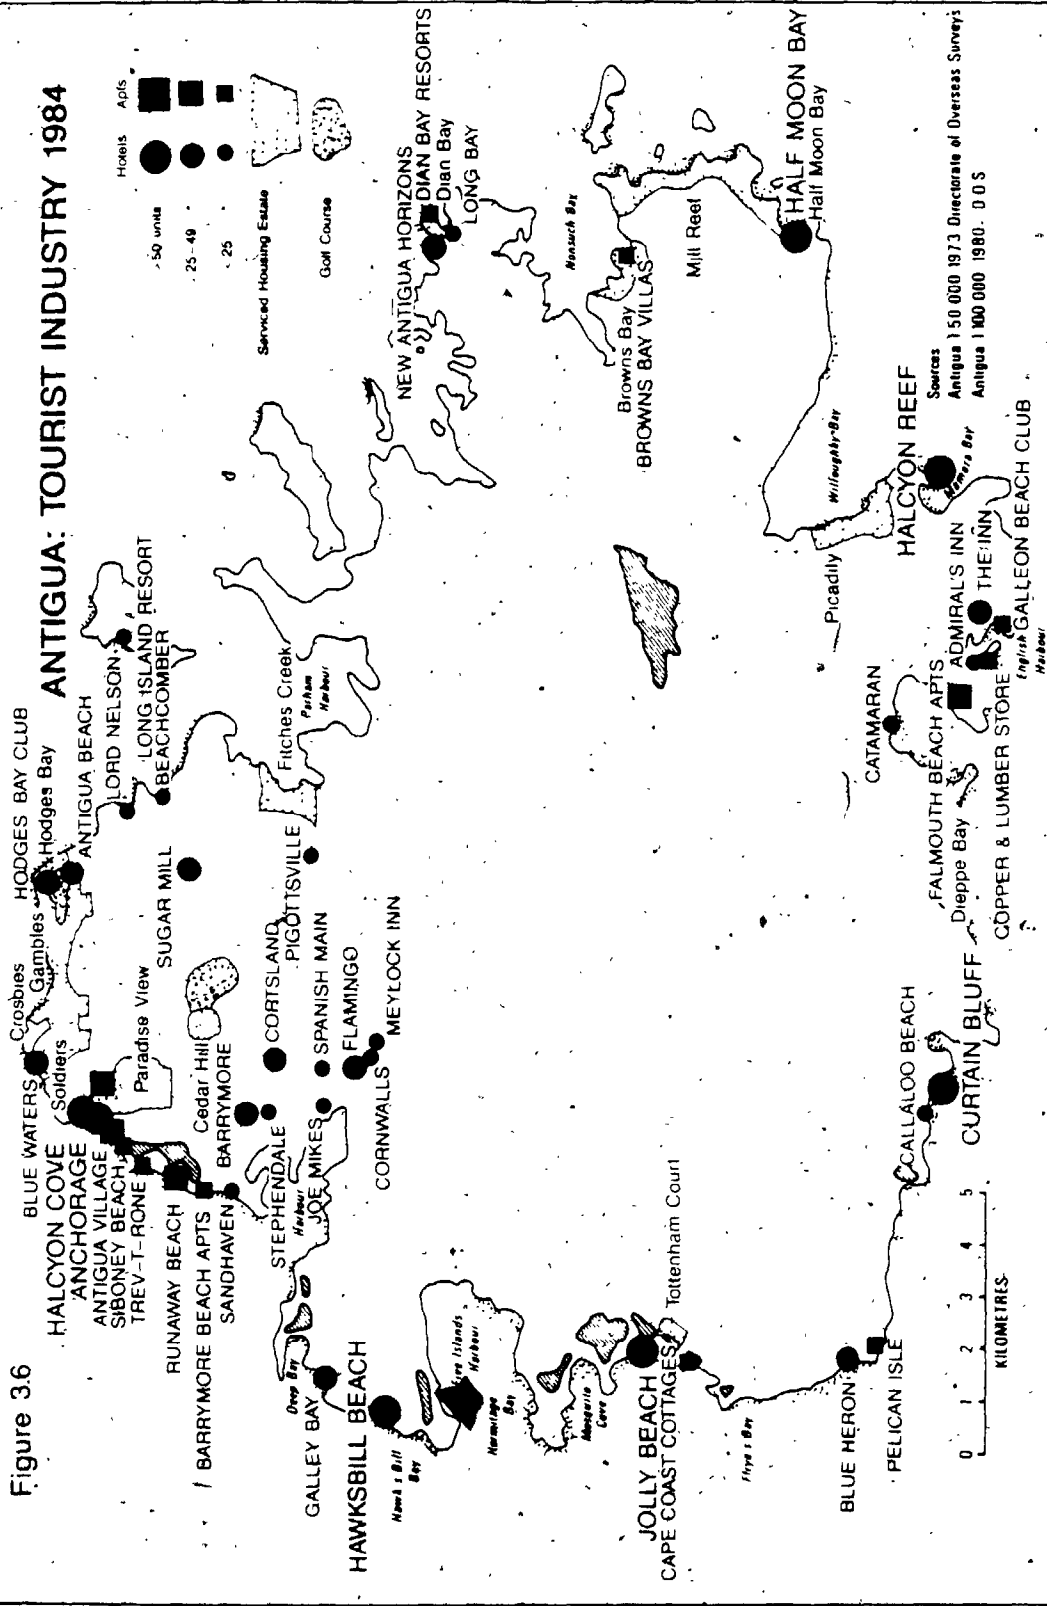 Figure 3.6
ANTIGUA: TOURIST INDUSTRY 1984
Hotels
Apts
>50 units
25-49
<25
Serviced Housing Estate
Golf Course
BLUE WATERS
Crosbies
HODGES BAY CLUB
Gambles
Hodges Bay
ANTIGUA BEACH
HALCYON COVE
Soldiers
ANCHORAGE
ANTIGUA VILLAGE
SIBONEY BEACH
TREV-T-RONE
Paradise View
LORD NELSON
LONG ISLAND RESORT
BEACHCOMBER
SUGAR MILL
RUNAWAY BEACH
BARRYMORE BEACH APTS
SANDHAVEN
Cedar Hill
BARRYMORE
CORTSLAND
PIGOTTSVILLE
Fitches Creek
Parham
Harbour
STEPHENDALE
Harbour
JOE MIKES
SPANISH MAIN
FLAMINGO
MEYLOCK INN
CORNWALLS
Deep Bay
GALLEY BAY
HAWKSBILL BEACH
Hawk s Bill
Bay
Five Islands
Harbour
Hermitage
Bay
Mosquito
Cove
NEW ANTIGUA HORIZONS
DIAN BAY RESORTS
Dian Bay
LONG BAY
Nonsuch Bay
Browns Bay
BROWNS BAY VILLAS
Mill Reef
HALF MOON BAY
Half Moon Bay
JOLLY BEACH
CAPE COAST COTTAGES
Tottenham Court
Ffrye s Bay
BLUE HERON
PELICAN ISLE
CALLALOO BEACH
CURTAIN BLUFF
CATAMARAN
FALMOUTH BEACH APTS
Dieppe Bay
COPPER & LUMBER STORE
Picadily
Willoughby Bay
HALCYON REEF
Mamora Bay
ADMIRAL'S INN
THE INN
GALLEON BEACH CLUB
English
Harbour
0 1 2 3 4 5
KILOMETRES
Sources
Antigua 1 50 000 1973 Directorate of Overseas Surveys
Antigua 1 100 000 1980. D O S